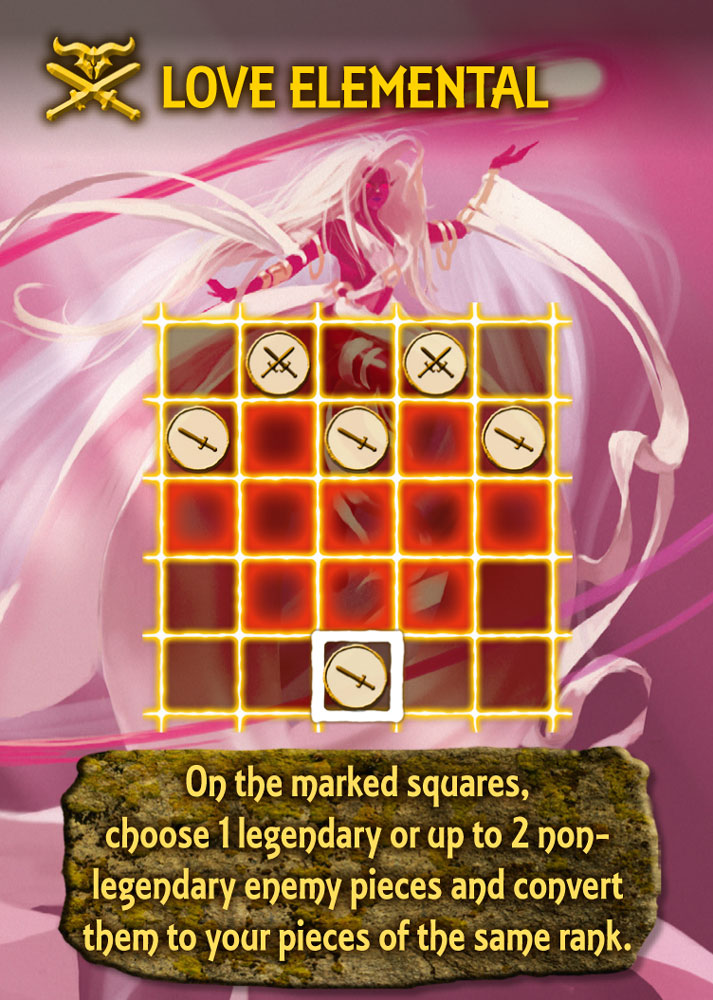 LOVE ELEMENTAL
On the marked squares,
choose 1 legendary or up to 2 non-
legendary enemy pieces and convert
them to your pieces of the same rank.